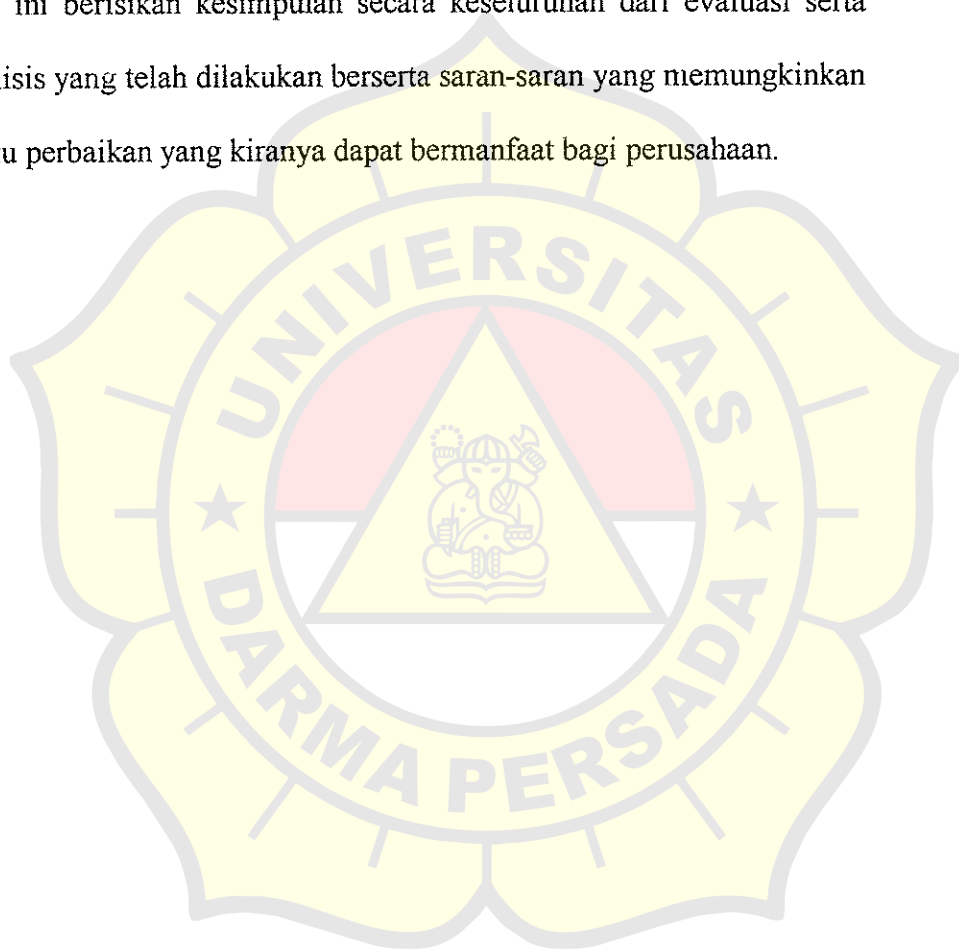 ini berisikan kesimpulan secara keseluruhan dari evaluasi serta
isis yang telah dilakukan berserta saran-saran yang memungkinkan
u perbaikan yang kiranya dapat bermanfaat bagi perusahaan.
UNIVERSITAS
DARMA PERSADA